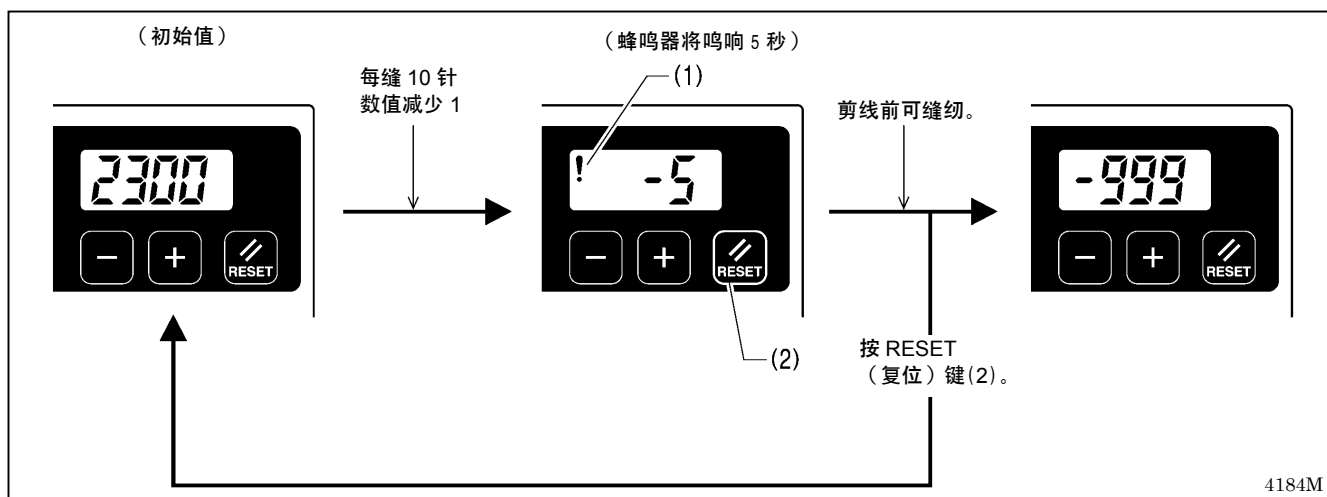 （初始值）
（蜂鸣器将鸣响 5 秒）
(1)
每缝 10 针
数值减少 1
剪线前可缝纫。
2300
! -5
-999
− + RESET
− + RESET
− + RESET
(2)
按 RESET
（复位）键(2)。
4184M